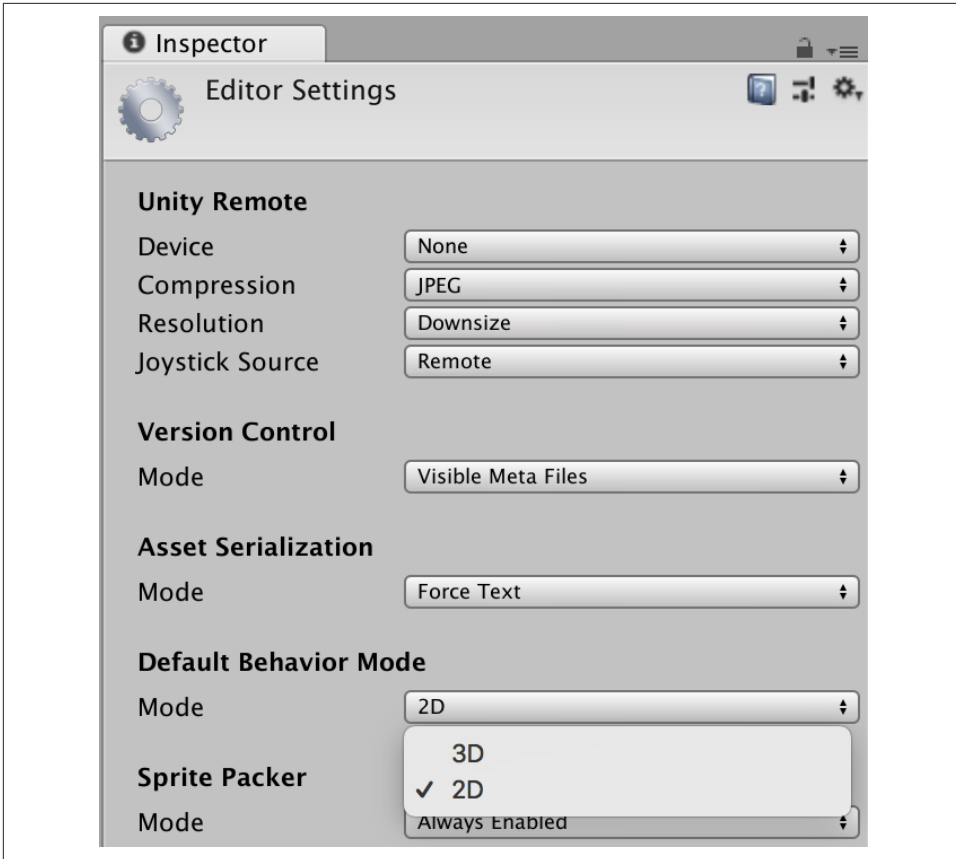 Inspector
Editor Settings
Unity Remote
Device None
Compression JPEG
Resolution Downsize
Joystick Source Remote
Version Control
Mode Visible Meta Files
Asset Serialization
Mode Force Text
Default Behavior Mode
Mode 2D
3D
Sprite Packer
✓ 2D
Mode Always Enabled